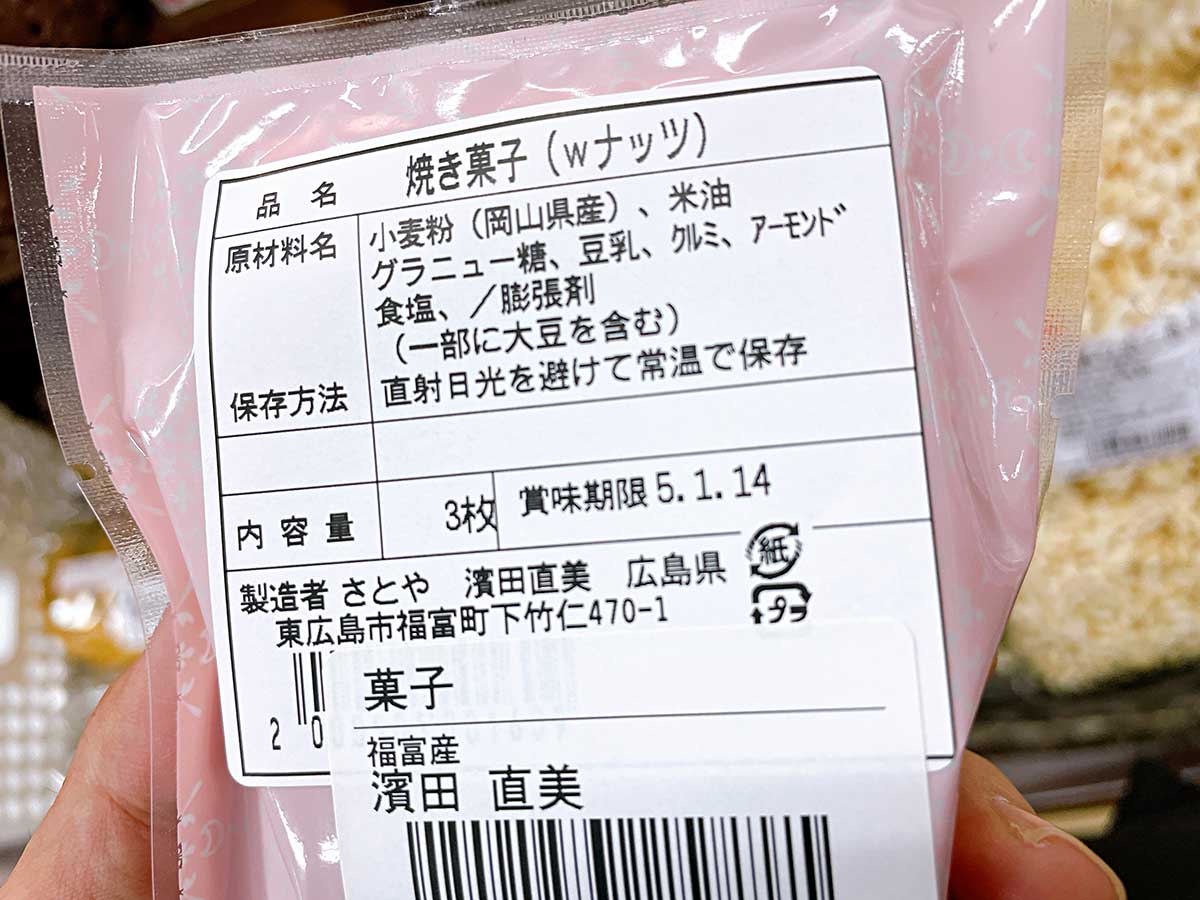 品名 焼き菓子(wナッツ)
原材料名 小麦粉(岡山県産)、米油
グラニュー糖、豆乳、クルミ、アーモンド
食塩、/膨張剤
(一部に大豆を含む)
保存方法 直射日光を避けて常温で保存
内容量 3枚 賞味期限 5.1.14
製造者 さとや 濱田直美 広島県
東広島市福富町下竹仁470-1
紙
プラ
20
菓子
福富産
濱田 直美